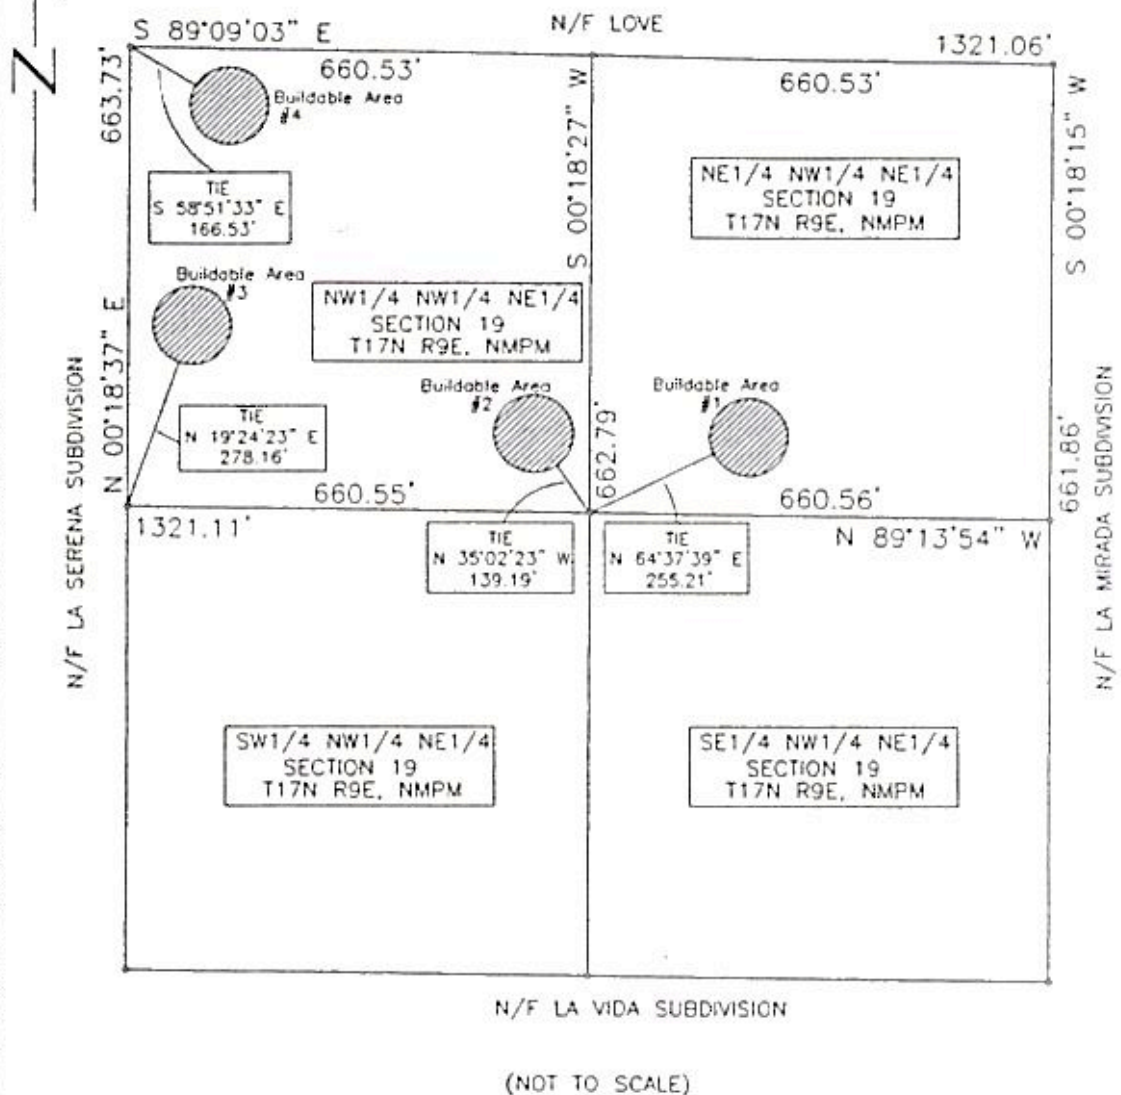 N
N/F LOVE
S 89°09'03" E
1321.06'
660.53'
660.53'
663.73'
Buildable Area
#4
S 00°18'27" W
S 00°18'15" W
TIE
S 58°51'33" E
166.53'
NE1/4 NW1/4 NE1/4
SECTION 19
T17N R9E, NMPM
Buildable Area
#3
NW1/4 NW1/4 NE1/4
SECTION 19
T17N R9E, NMPM
N 00°18'37" E
N/F LA SERENA SUBDIVISION
Buildable Area
#2
Buildable Area
#1
TIE
N 19°24'23" E
278.16'
662.79'
661.86'
N/F LA MIRADA SUBDIVISION
660.55'
660.56'
1321.11'
N 89°13'54" W
TIE
N 35°02'23" W
139.19'
TIE
N 64°37'39" E
255.21'
SW1/4 NW1/4 NE1/4
SECTION 19
T17N R9E, NMPM
SE1/4 NW1/4 NE1/4
SECTION 19
T17N R9E, NMPM
N/F LA VIDA SUBDIVISION
(NOT TO SCALE)